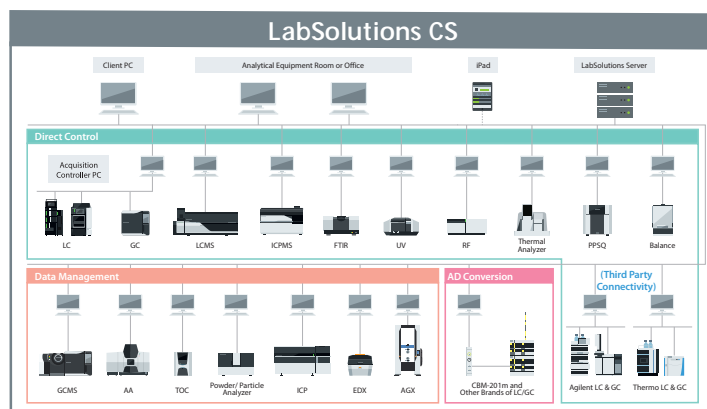 LabSolutions CS
Client PC
Analytical Equipment Room or Office
iPad
LabSolutions Server
Direct Control
Acquisition
Controller PC
LC
GC
LCMS
ICPMS
FTIR
UV
RF
Thermal
Analyzer
PPSQ
Balance
Data Management
AD Conversion
(Third Party
Connectivity)
GCMS
AA
TOC
Powder/ Particle
Analyzer
ICP
EDX
AGX
CBM-201m and
Other Brands of LC/GC
Agilent LC & GC
Thermo LC & GC